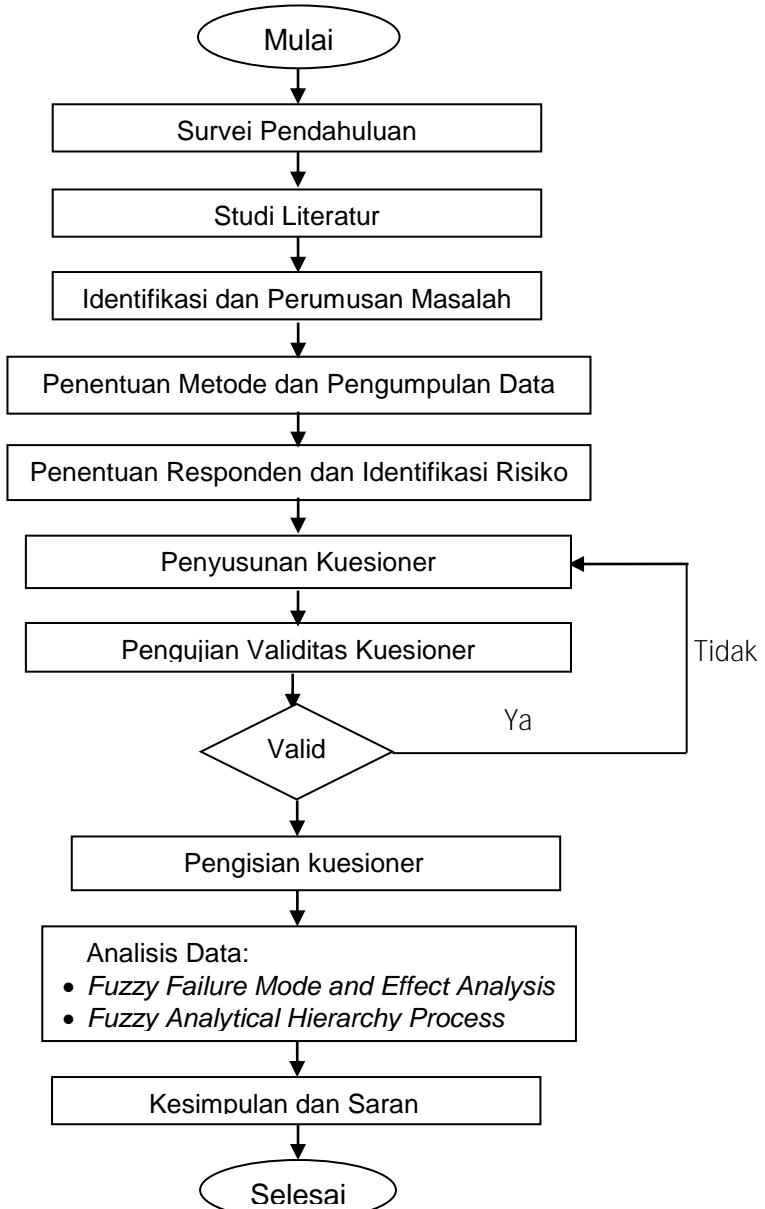 Mulai
Survei Pendahuluan
Studi Literatur
Identifikasi dan Perumusan Masalah
Penentuan Metode dan Pengumpulan Data
Penentuan Responden dan Identifikasi Risiko
Penyusunan Kuesioner
Pengujian Validitas Kuesioner
Tidak
Ya
Valid
Pengisian kuesioner
Analisis Data:
• Fuzzy Failure Mode and Effect Analysis
• Fuzzy Analytical Hierarchy Process
Kesimpulan dan Saran
Selesai